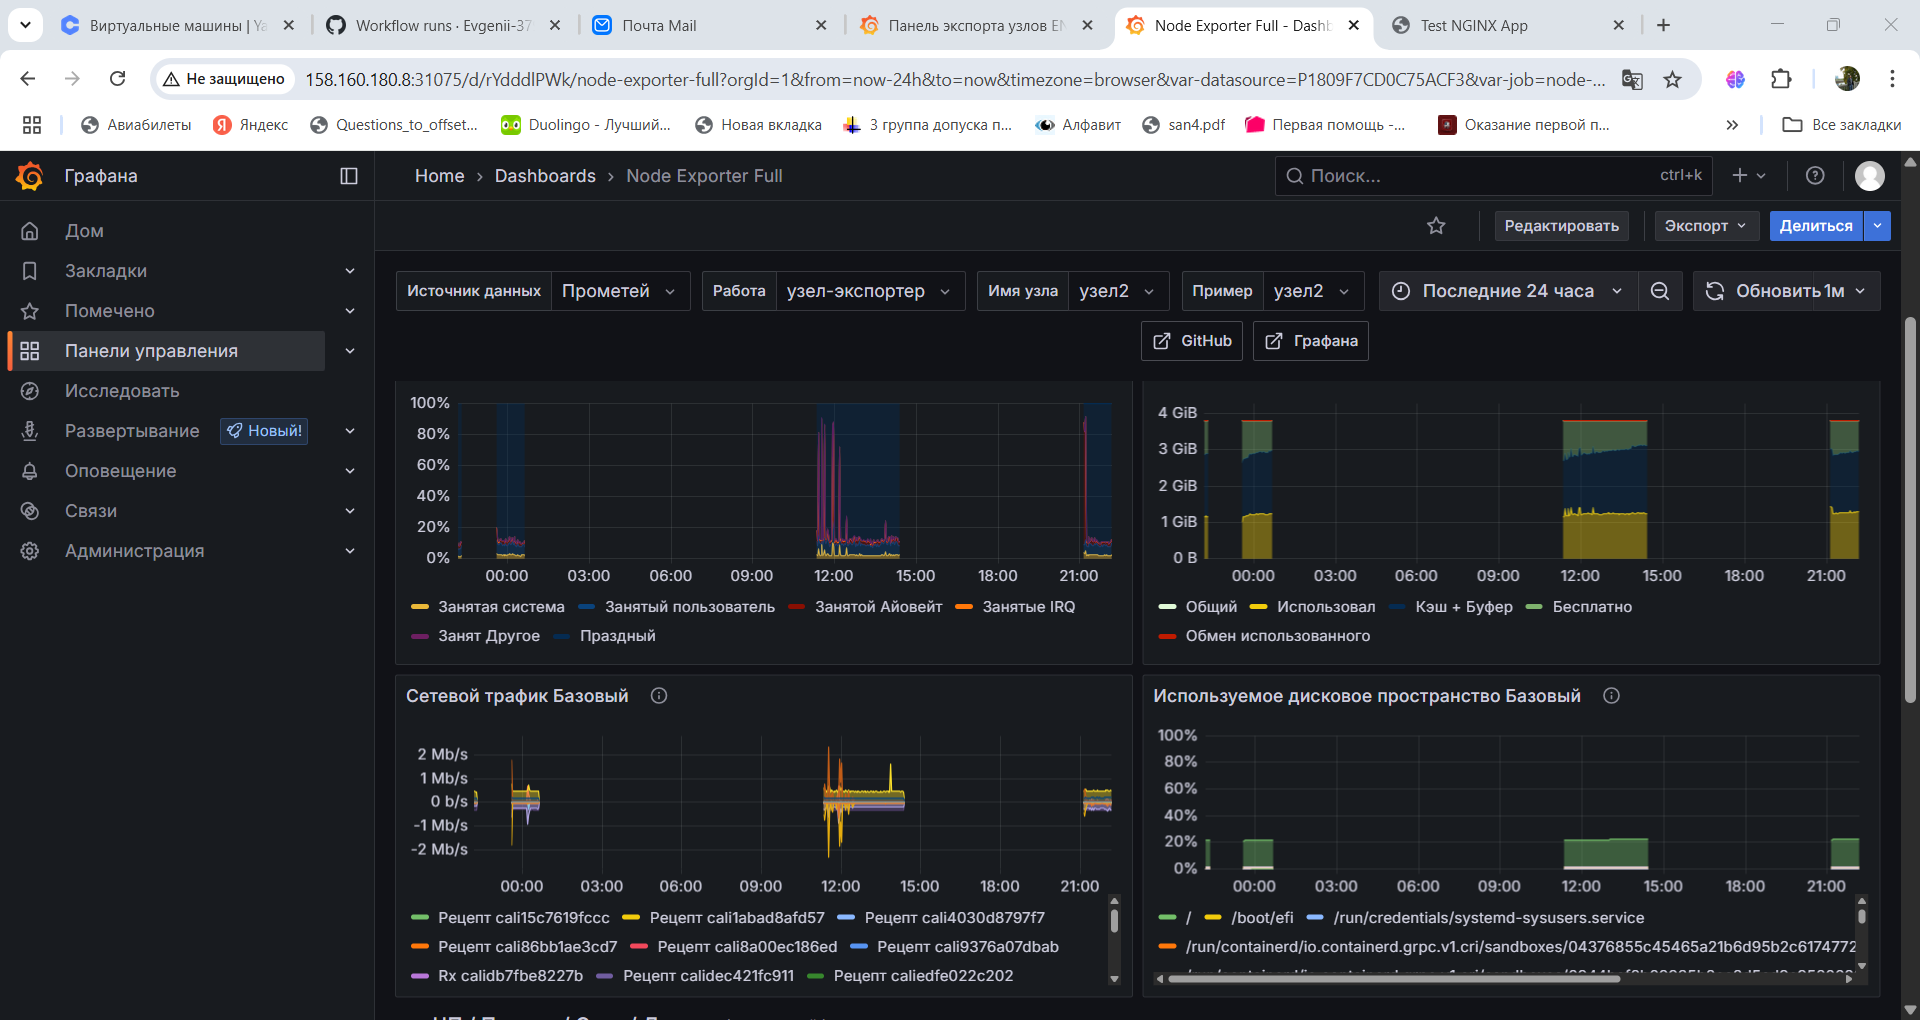 Виртуальные машины | Ya
Workflow runs · Evgenii-37
Почта Mail
Панель экспорта узлов EN
Node Exporter Full - Dashb
Test NGINX App
Не защищено
158.160.180.8:31075/d/rYdddlPWk/node-exporter-full?orgId=1&from=now-24h&to=now&timezone=browser&var-datasource=P1809F7CD0C75ACF3&var-job=node-...
Авиабилеты
Яндекс
Questions_to_offset...
Duolingo - Лучший...
Новая вкладка
3 группа допуска п...
Алфавит
san4.pdf
Первая помощь -...
Оказание первой п...
Все закладки
Графана
Home › Dashboards › Node Exporter Full
Поиск...
ctrl+k
Дом
Закладки
Помечено
Панели управления
Исследовать
Развертывание
Новый!
Оповещение
Связи
Администрация
Редактировать
Экспорт
Делиться
Источник данных
Прометей
Работа
узел-экспортер
Имя узла
узел2
Пример
узел2
Последние 24 часа
Обновить 1м
GitHub
Графана
100%
80%
60%
40%
20%
0%
00:00 03:00 06:00 09:00 12:00 15:00 18:00 21:00
Занятая система Занятый пользователь Занятой Айовейт Занятые IRQ
Занят Другое Праздный
4 GiB
3 GiB
2 GiB
1 GiB
0 B
00:00 03:00 06:00 09:00 12:00 15:00 18:00 21:00
Общий Использовал Кэш + Буфер Бесплатно
Обмен использованного
Сетевой трафик Базовый
2 Mb/s
1 Mb/s
0 b/s
-1 Mb/s
-2 Mb/s
00:00 03:00 06:00 09:00 12:00 15:00 18:00 21:00
Рецепт cali15c7619fccc Рецепт cali1abad8afd57 Рецепт cali4030d8797f7
Рецепт cali86bb1ae3cd7 Рецепт cali8a00ec186ed Рецепт cali9376a07dbab
Rx calidb7fbe8227b Рецепт calidec421fc911 Рецепт caliedfe022c202
Используемое дисковое пространство Базовый
100%
80%
60%
40%
20%
0%
00:00 03:00 06:00 09:00 12:00 15:00 18:00 21:00
/ /boot/efi /run/credentials/systemd-sysusers.service
/run/containerd/io.containerd.grpc.v1.cri/sandboxes/04376855c45465a21b6d95b2c6174772